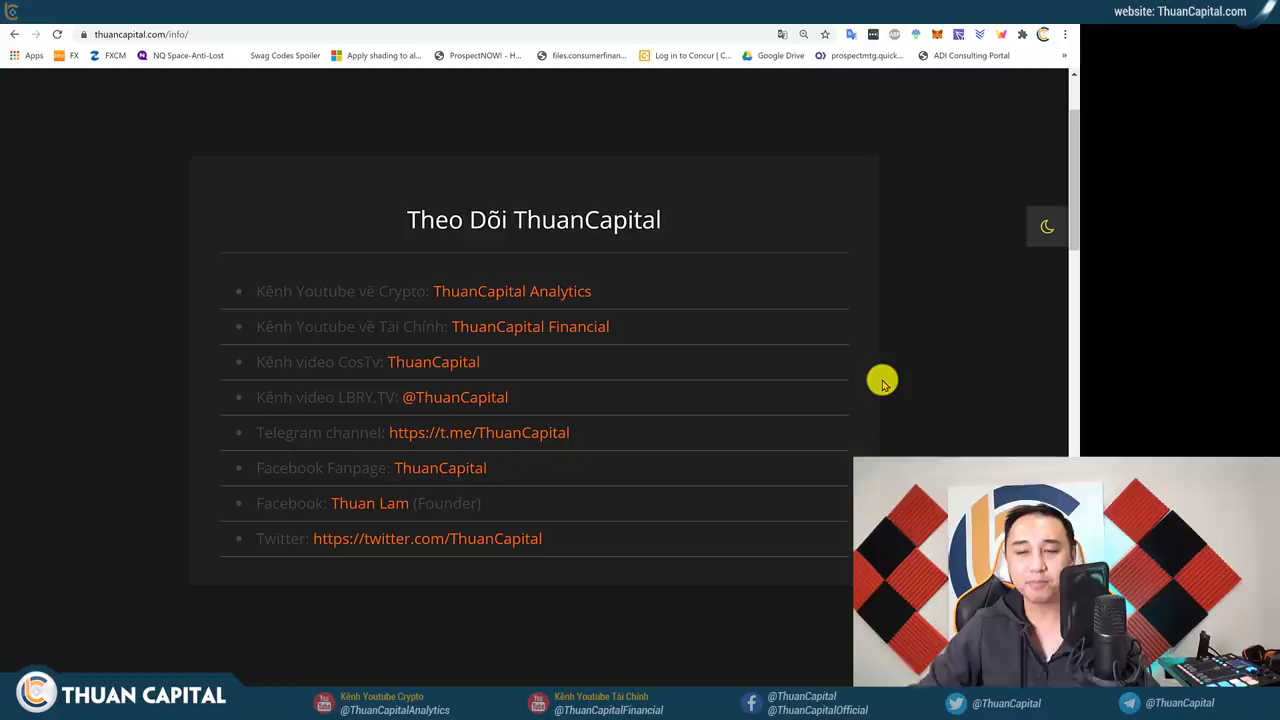 website: ThuanCapital.com
thuancapital.com/info/
Apps
FX
FXCM
NQ Space-Anti-Lost
Swag Codes Spoiler
Apply shading to al...
ProspectNOW! - H...
files.consumerfinan...
Log in to Concur | C...
Google Drive
prospectmtg.quick...
ADI Consulting Portal
»
Theo Dõi ThuanCapital
Kênh Youtube về Crypto: ThuanCapital Analytics
Kênh Youtube về Tài Chính: ThuanCapital Financial
Kênh video CosTv: ThuanCapital
Kênh video LBRY.TV: @ThuanCapital
Telegram channel: https://t.me/ThuanCapital
Facebook Fanpage: ThuanCapital
Facebook: Thuan Lam (Founder)
Twitter: https://twitter.com/ThuanCapital
THUAN CAPITAL
Kênh Youtube Crypto
@ThuanCapitalAnalytics
Kênh Youtube Tài Chính
@ThuanCapitalFinancial
@ThuanCapital
@ThuanCapitalOfficial
@ThuanCapital
@ThuanCapital